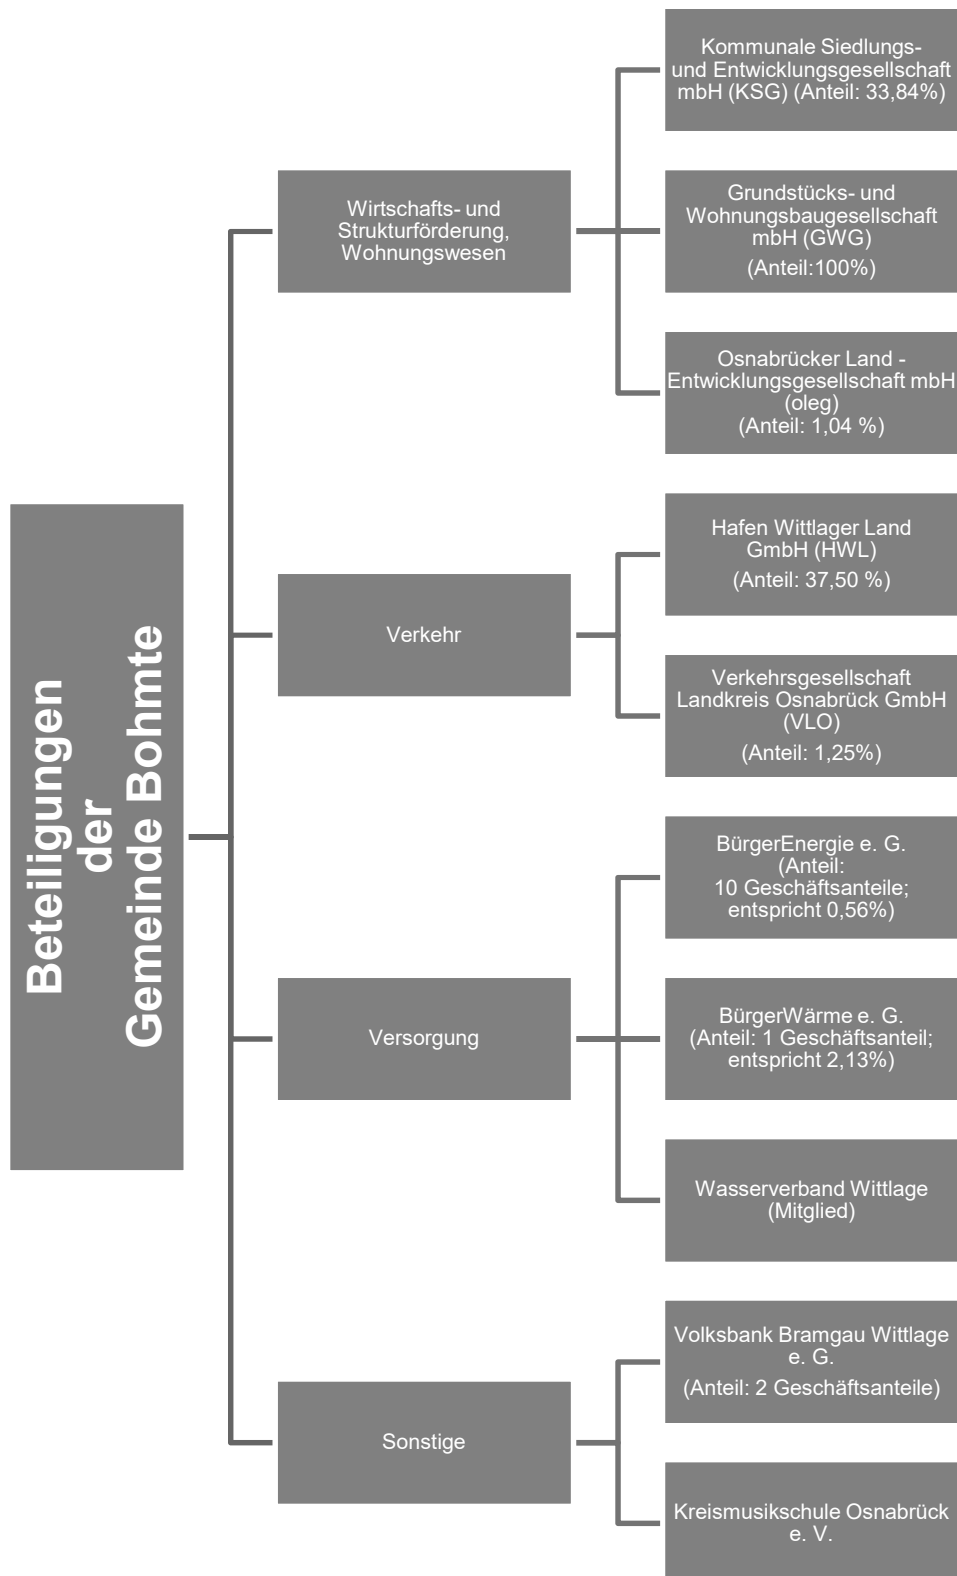 Beteiligungen
der
Gemeinde Bohmte
Wirtschafts- und
Strukturförderung,
Wohnungswesen
Kommunale Siedlungs-
und Entwicklungsgesellschaft
mbH (KSG) (Anteil: 33,84%)
Grundstücks- und
Wohnungsbaugesellschaft
mbH (GWG)
(Anteil:100%)
Osnabrücker Land -
Entwicklungsgesellschaft mbH
(oleg)
(Anteil: 1,04 %)
Verkehr
Hafen Wittlager Land
GmbH (HWL)
(Anteil: 37,50 %)
Verkehrsgesellschaft
Landkreis Osnabrück GmbH
(VLO)
(Anteil: 1,25%)
Versorgung
BürgerEnergie e. G.
(Anteil:
10 Geschäftsanteile;
entspricht 0,56%)
BürgerWärme e. G.
(Anteil: 1 Geschäftsanteil;
entspricht 2,13%)
Wasserverband Wittlage
(Mitglied)
Sonstige
Volksbank Bramgau Wittlage
e. G.
(Anteil: 2 Geschäftsanteile)
Kreismusikschule Osnabrück
e. V.